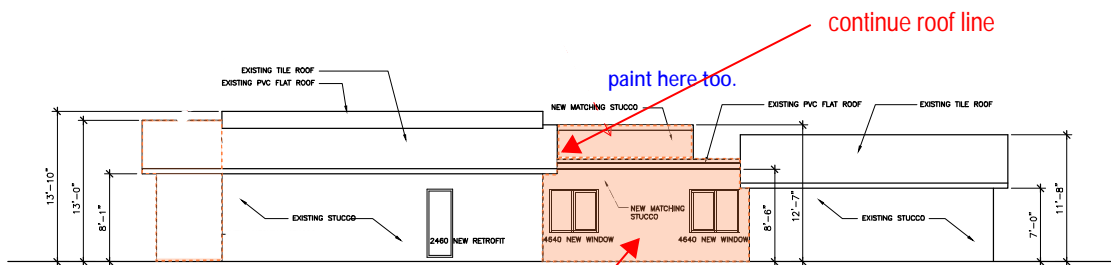 continue roof line
EXISTING TILE ROOF
EXISTING PVC FLAT ROOF
paint here too.
NEW MATCHING STUCCO
EXISTING PVC FLAT ROOF
EXISTING TILE ROOF
13'-10"
13'-0"
8'-1"
EXISTING STUCCO
2460 NEW RETROFIT
NEW MATCHING
STUCCO
4640 NEW WINDOW
4640 NEW WINDOW
8'-6"
12'-7"
EXISTING STUCCO
7'-0"
11'-8"